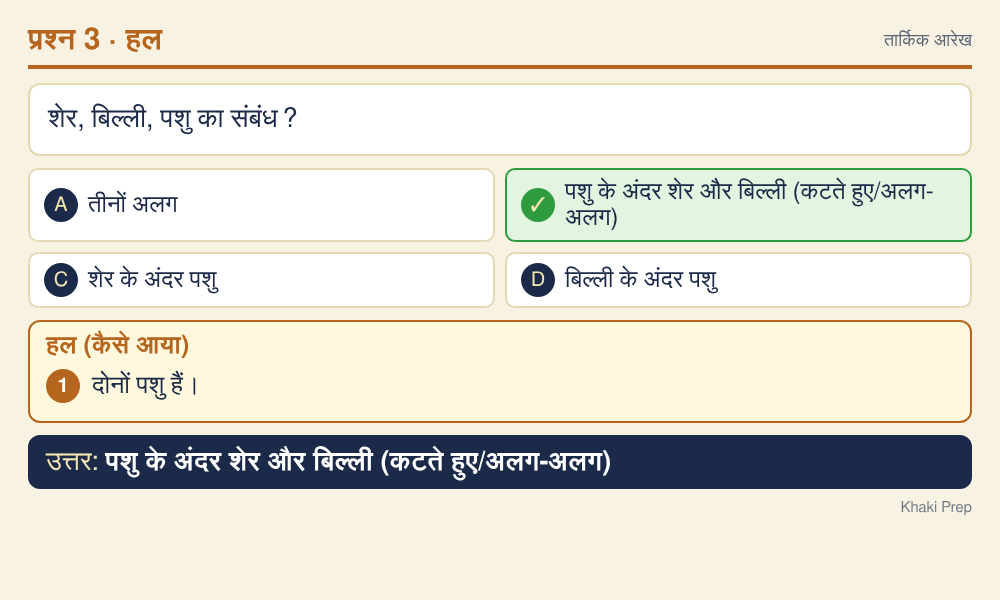 प्रश्न 3 · हल
तार्किक आरेख
शेर, बिल्ली, पशु का संबंध ?
A तीनों अलग
✓ पशु के अंदर शेर और बिल्ली (कटते हुए/अलग-
अलग)
C शेर के अंदर पशु
D बिल्ली के अंदर पशु
हल (कैसे आया)
1 दोनों पशु हैं।
उत्तर: पशु के अंदर शेर और बिल्ली (कटते हुए/अलग-अलग)
Khaki Prep